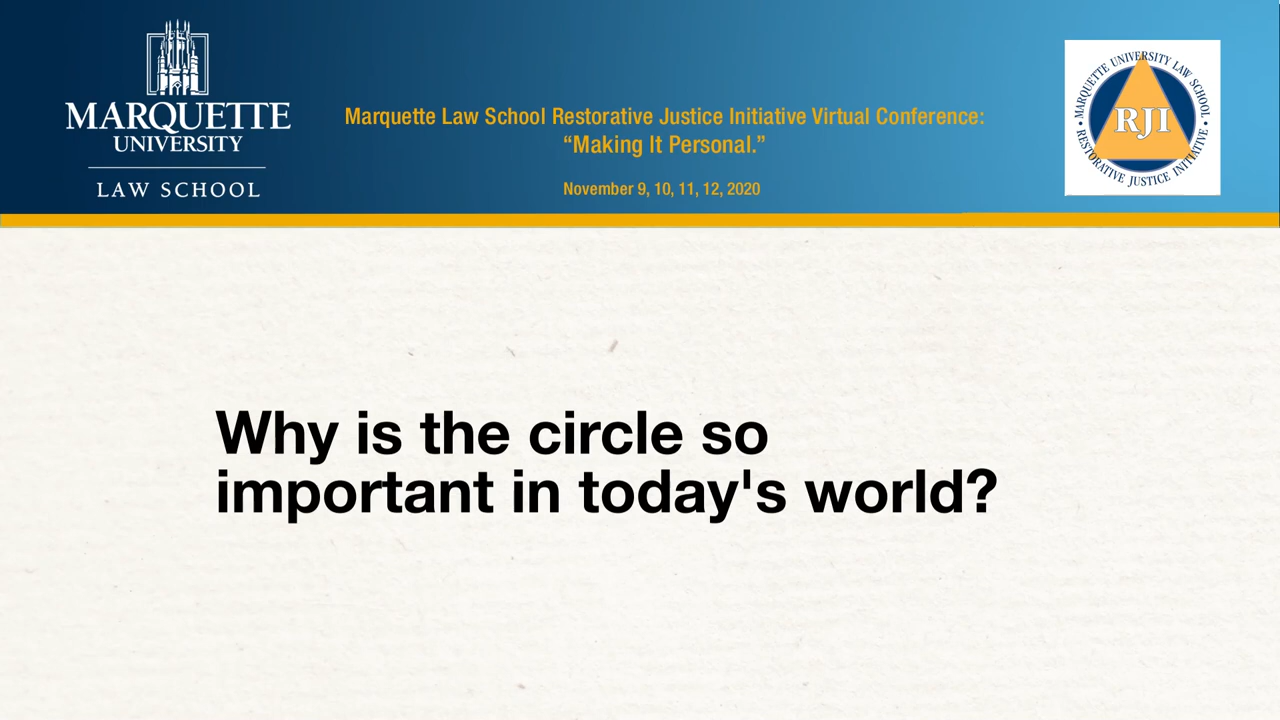 MARQUETTE
UNIVERSITY
LAW SCHOOL
Marquette Law School Restorative Justice Initiative Virtual Conference:
“Making It Personal.”
November 9, 10, 11, 12, 2020
• MARQUETTE UNIVERSITY LAW SCHOOL •
RESTORATIVE JUSTICE INITIATIVE
RJI
Why is the circle so
important in today's world?